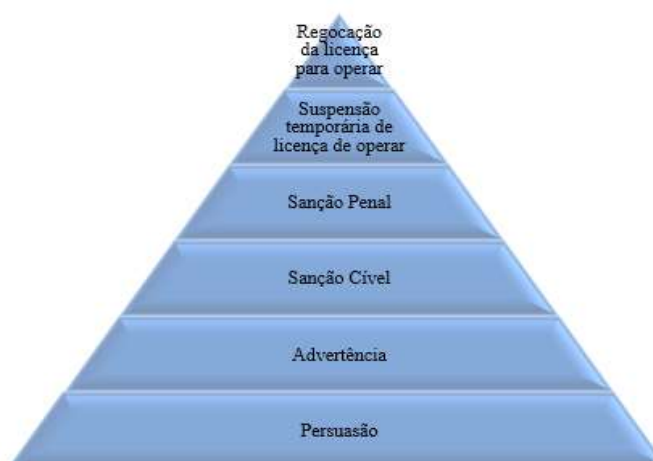 Regocação
da licença
para operar
Suspensão
temporária de
licença de operar
Sanção Penal
Sanção Cível
Advertência
Persuasão